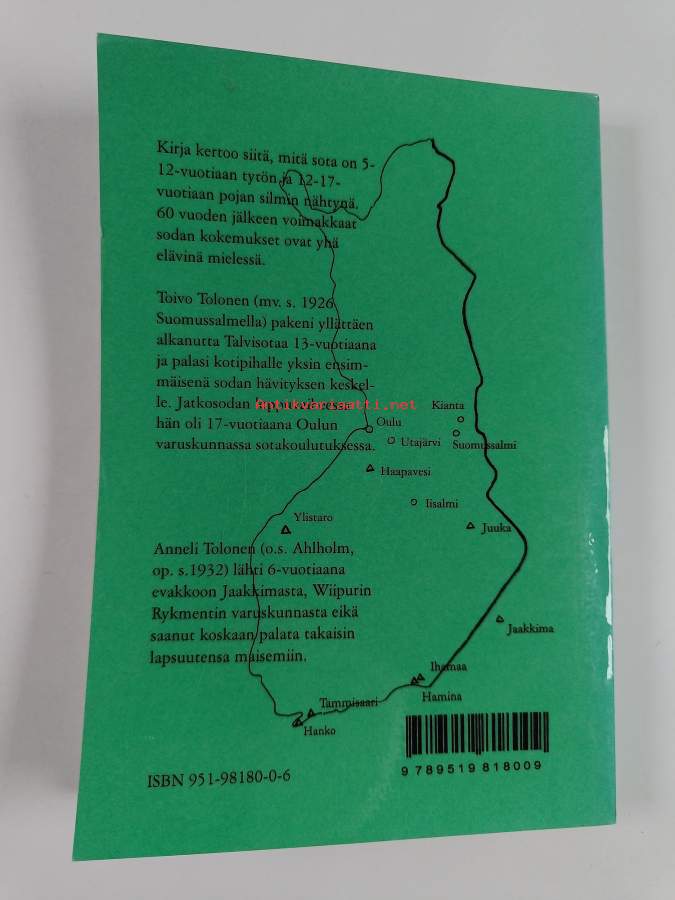 Kirja kertoo siitä, mitä sota on 5-
12-vuotiaan tytön ja 12-17-
vuotiaan pojan silmin nähtynä.
60 vuoden jälkeen voimakkaat
sodan kokemukset ovat yhä
elävinä mielessä.
Toivo Tolonen (mv. s. 1926
Suomussalmella) pakeni yllättäen
alkanutta Talvisotaa 13-vuotiaana
ja palasi kotipihalle yksin ensim-
mäisenä sodan hävityksen keskel-
le. Jatkosodan
hän oli 17-vuotiaana Oulun
varuskunnassa sotakoulutuksessa.
Antikvariaatti.net
Anneli Tolonen (o.s. Ahlholm,
op. s.1932) lähti 6-vuotiaana
evakkoon Jaakkimasta, Wiipurin
Rykmentin varuskunnasta eikä
saanut koskaan palata takaisin
lapsuutensa maisemiin.
Kianta
Oulu
Utajärvi
Suomussalmi
Haapavesi
Iisalmi
Ylistaro
Juuka
Jaakkima
Ihamaa
Hamina
Tammisaari
Hanko
ISBN 951-98180-0-6
9 789519 818009